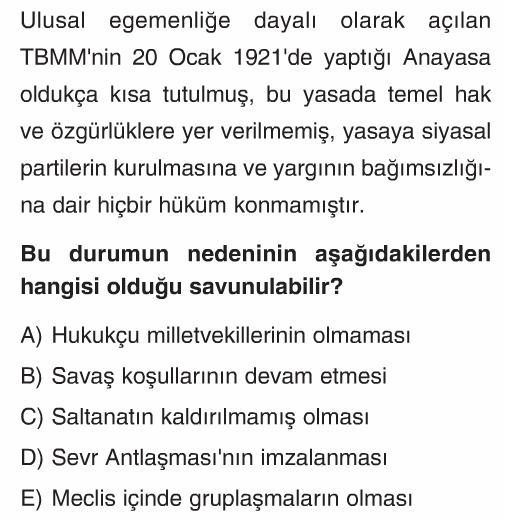 Ulusal egemenliğe dayalı olarak açılan
TBMM'nin 20 Ocak 1921'de yaptığı Anayasa
oldukça kısa tutulmuş, bu yasada temel hak
ve özgürlüklere yer verilmemiş, yasaya siyasal
partilerin kurulmasına ve yargının bağımsızlığı-
na dair hiçbir hüküm konmamıştır.
Bu durumun nedeninin aşağıdakilerden
hangisi olduğu savunulabilir?
A) Hukukçu milletvekillerinin olmaması
B) Savaş koşullarının devam etmesi
C) Saltanatın kaldırılmamış olması
D) Sevr Antlaşması'nın imzalanması
E) Meclis içinde gruplaşmaların olması